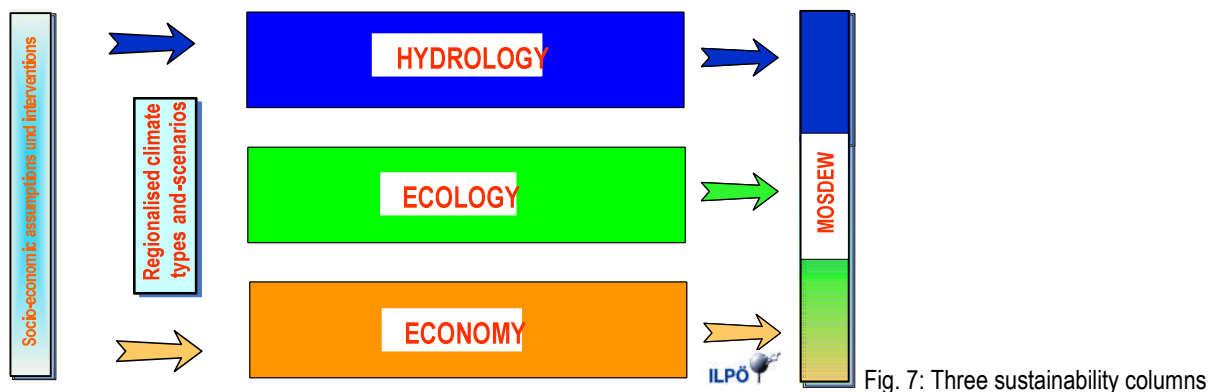 Socio-economic assumptions und interventions
Regionalised climate
types and-scenarios
HYDROLOGY
ECOLOGY
ECONOMY
MOSDEW
ILPÖ
Fig. 7: Three sustainability columns